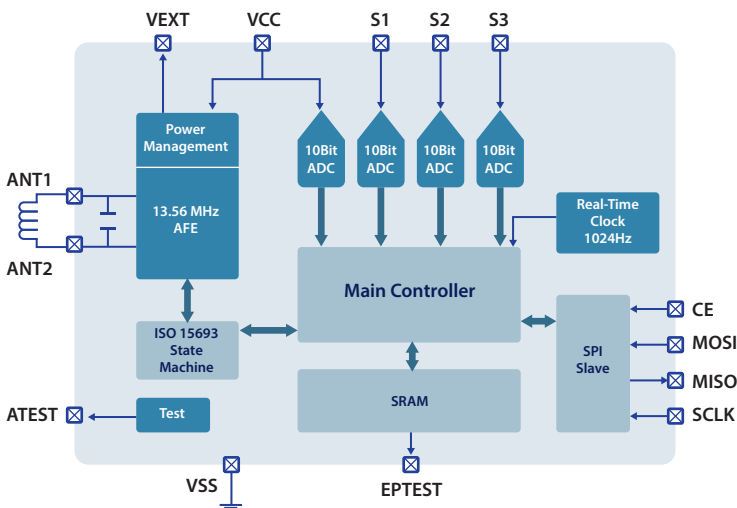 VEXT
VCC
S1
S2
S3
Power
Management
10Bit
ADC
10Bit
ADC
10Bit
ADC
10Bit
ADC
ANT1
13.56 MHz
AFE
Real-Time
Clock
1024Hz
ANT2
Main Controller
CE
ISO 15693
State
Machine
SPI
Slave
MOSI
MISO
ATEST
Test
SRAM
SCLK
VSS
EPTEST